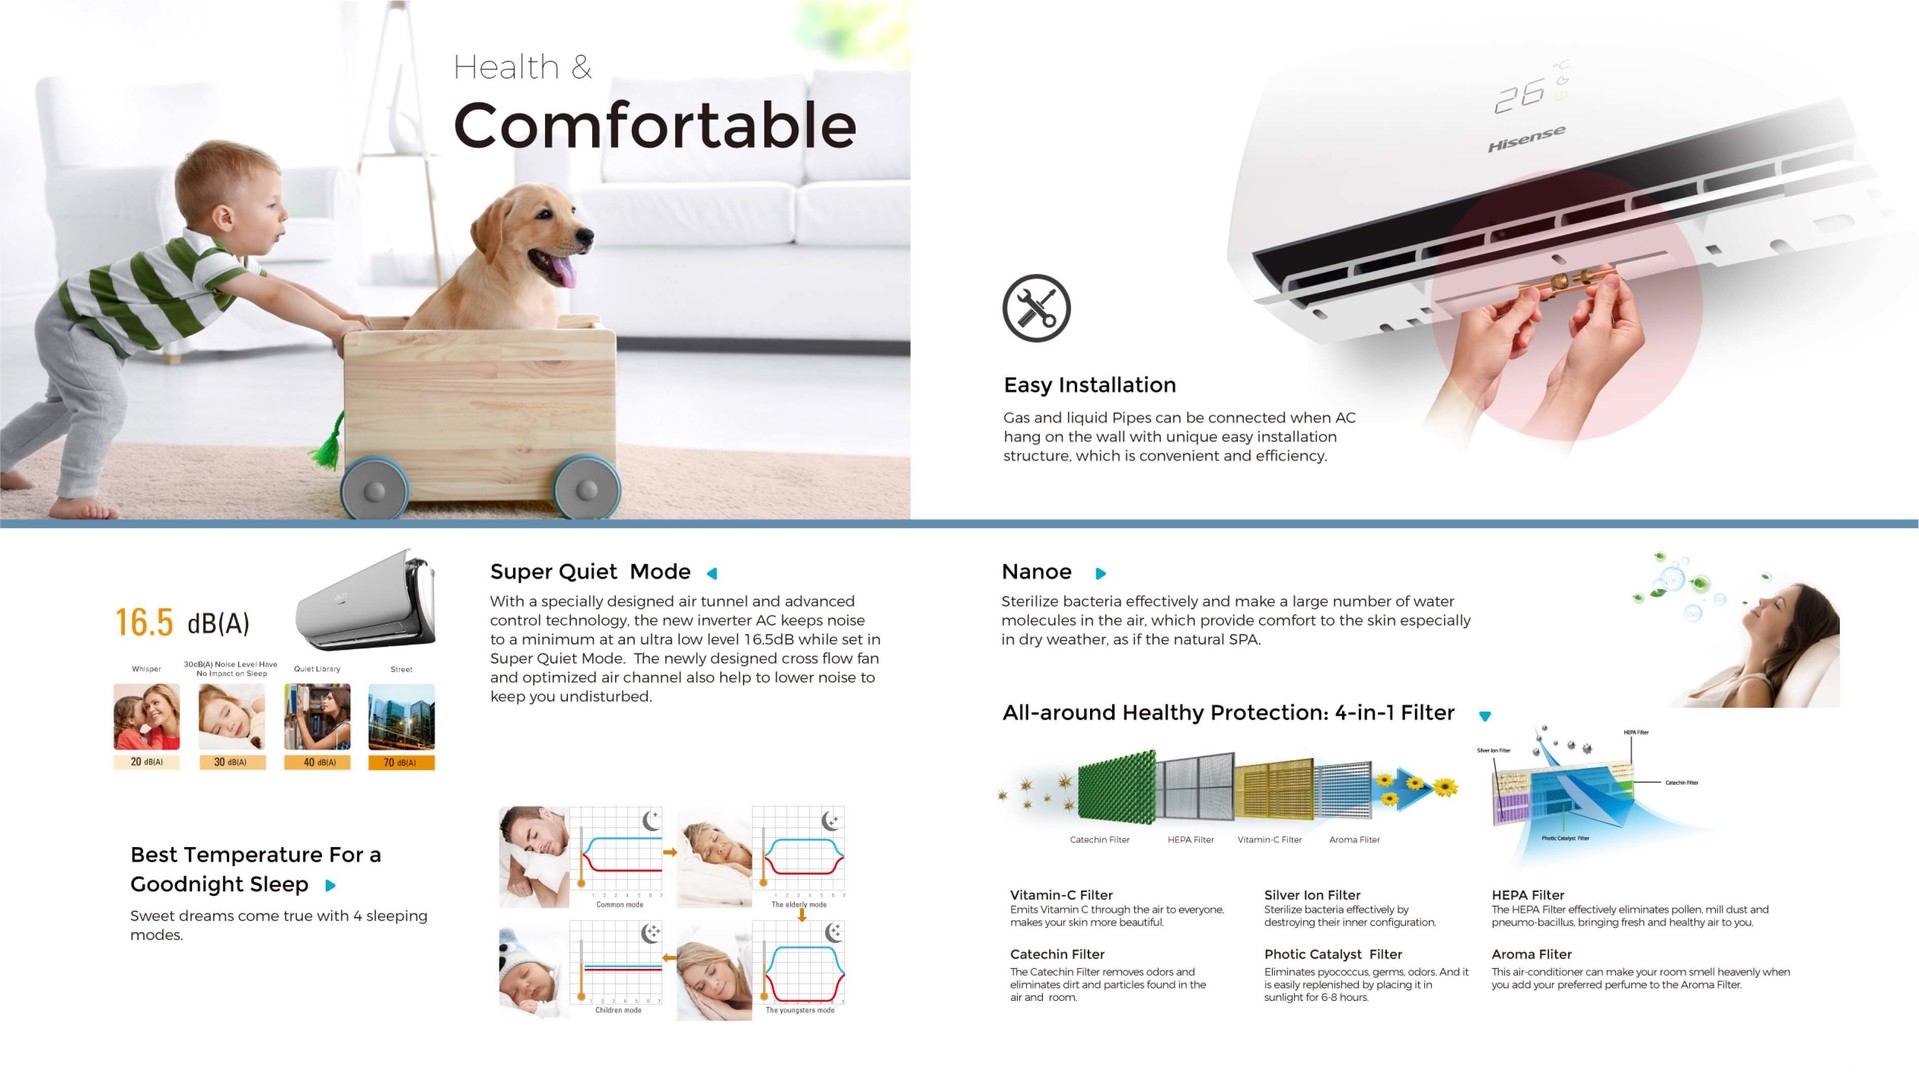 Health &
Comfortable
26 °C
Hisense
Easy Installation
Gas and liquid Pipes can be connected when AC
hang on the wall with unique easy installation
structure, which is convenient and efficiency.
16.5 dB(A)
Whisper
30dB(A) Noise Level Have
No Impact on Sleep
Quiet Library
Street
20 dB(A)
30 dB(A)
40 dB(A)
70 dB(A)
Super Quiet Mode
With a specially designed air tunnel and advanced
control technology, the new inverter AC keeps noise
to a minimum at an ultra low level 16.5dB while set in
Super Quiet Mode. The newly designed cross flow fan
and optimized air channel also help to lower noise to
keep you undisturbed.
Best Temperature For a
Goodnight Sleep
Sweet dreams come true with 4 sleeping
modes.
Common mode
The elderly mode
Children mode
The youngsters mode
Nanoe
Sterilize bacteria effectively and make a large number of water
molecules in the air, which provide comfort to the skin especially
in dry weather, as if the natural SPA.
All-around Healthy Protection: 4-in-1 Filter
Catechin Filter
HEPA Filter
Vitamin-C Filter
Aroma Fliter
Silver Ion Filter
HEPA Filter
Catechin Filter
Photic Catalyst Filter
Vitamin-C Filter
Emits Vitamin C through the air to everyone,
makes your skin more beautiful.
Silver Ion Filter
Sterilize bacteria effectively by
destroying their inner configuration.
HEPA Filter
The HEPA Filter effectively eliminates pollen, mill dust and
pneumo-bacillus, bringing fresh and healthy air to you.
Catechin Filter
The Catechin Filter removes odors and
eliminates dirt and particles found in the
air and room.
Photic Catalyst Filter
Eliminates pyococcus, germs, odors. And it
is easily replenished by placing it in
sunlight for 6-8 hours.
Aroma Fliter
This air-conditioner can make your room smell heavenly when
you add your preferred perfume to the Aroma Filter.